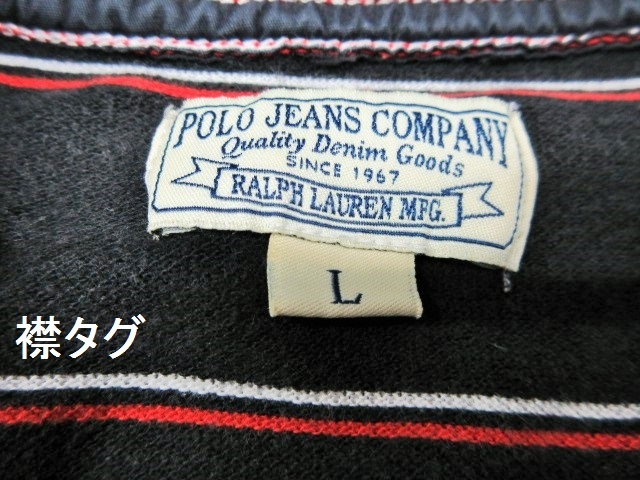 POLO JEANS COMPANY
Quality Denim Goods
SINCE 1967
RALPH LAUREN MFG.
L
襟タグ